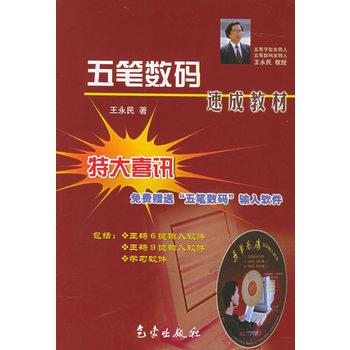 五笔字型发明人
五笔数码发明人
王永民 教授
五笔数码
速成教材
王永民 著
特大喜讯
免费赠送“五笔数码”输入软件
包括：
王码6键输入软件
王码9键输入软件
学习软件
气象出版社